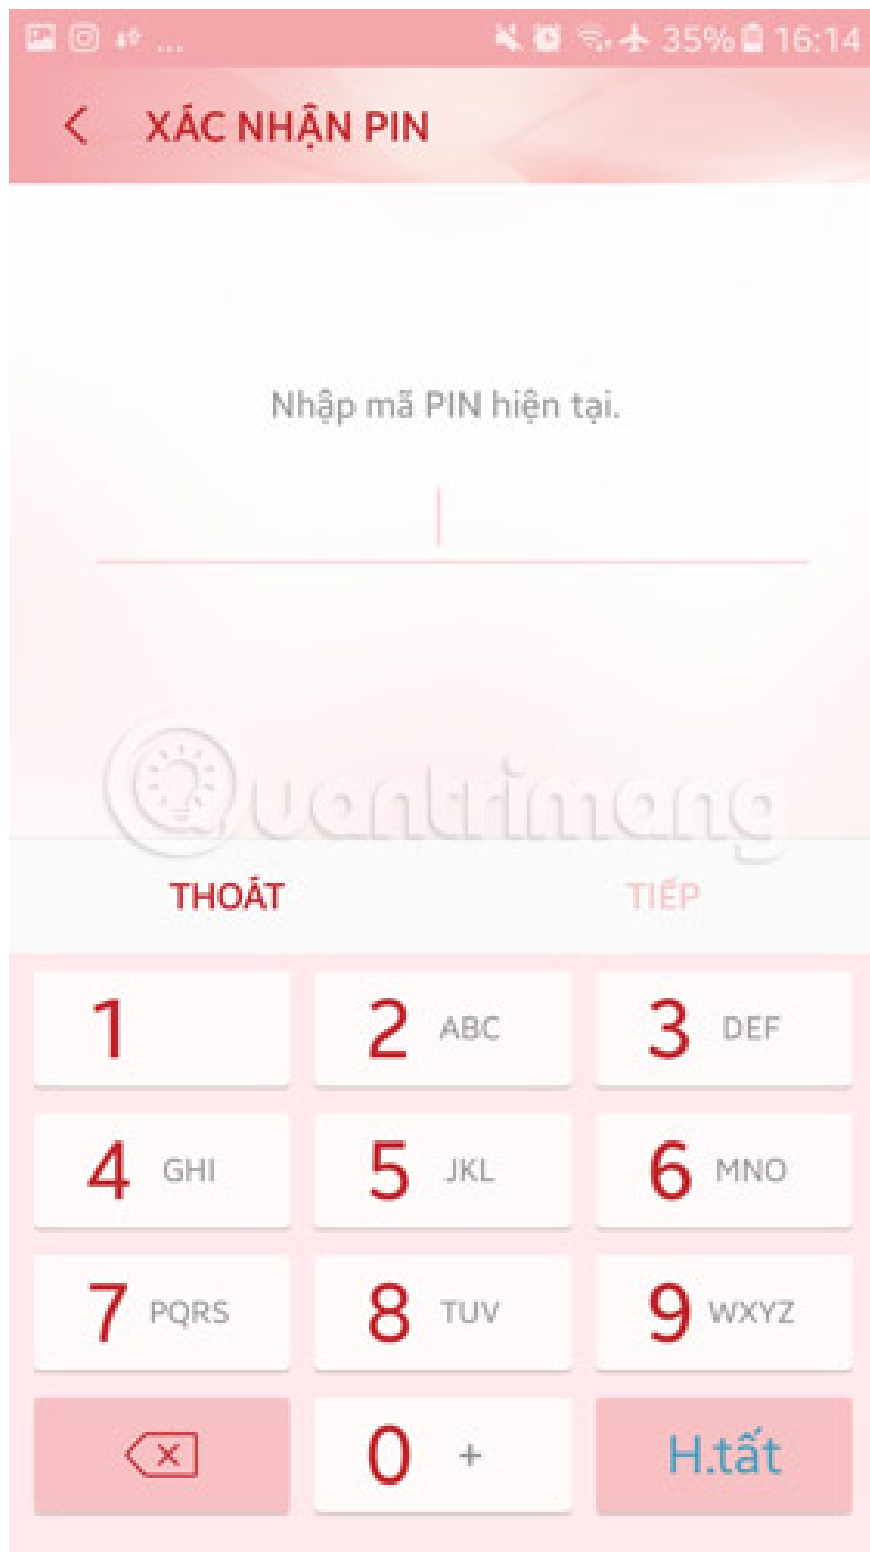 ... 35% 16:14
XÁC NHẬN PIN
Nhập mã PIN hiện tại.
Quantrimang
THOÁT TIẾP
1 2 ABC 3 DEF
4 GHI 5 JKL 6 MNO
7 PQRS 8 TUV 9 WXYZ
0 + H.tất